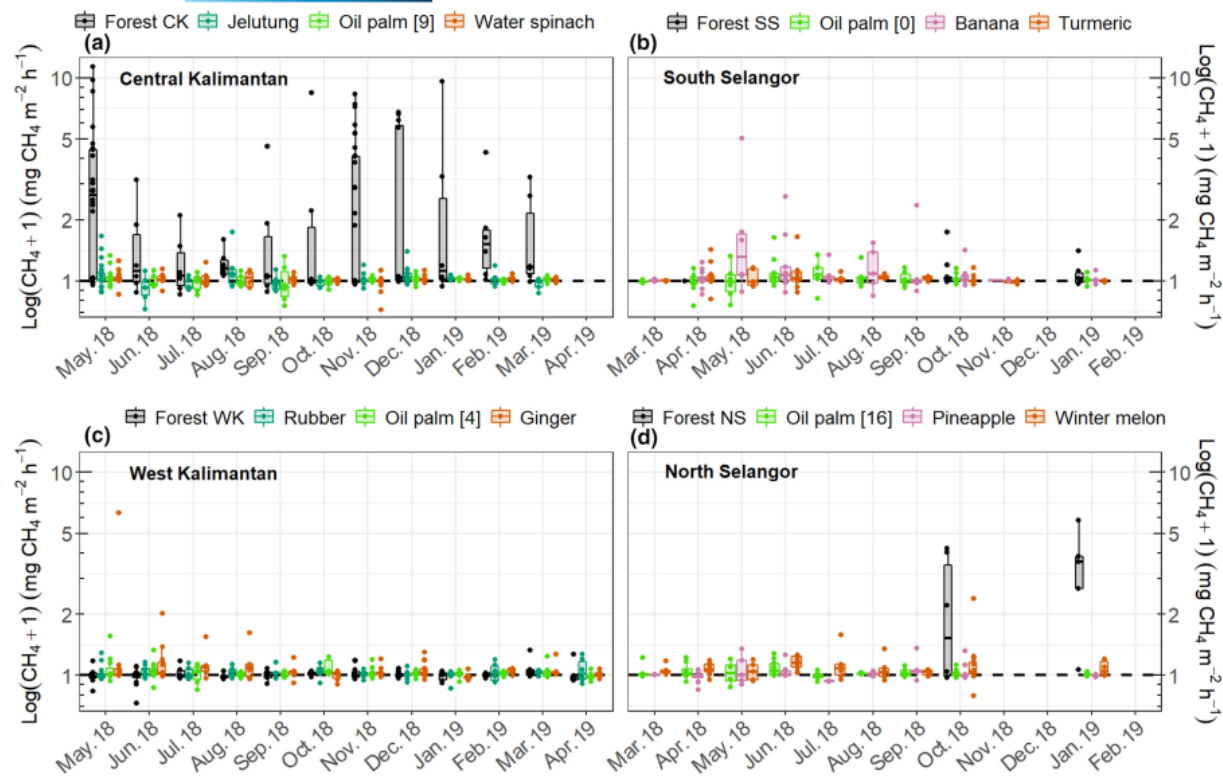 Forest CK Jelutung Oil palm [9] Water spinach
Forest SS Oil palm [0] Banana Turmeric
(a)
Central Kalimantan
(b)
South Selangor
Log(CH₄ + 1) (mg CH₄ m⁻² h⁻¹)
10
5
2
1
10
5
2
1
Log(CH₄ + 1) (mg CH₄ m⁻² h⁻¹)
May. 18 Jun. 18 Jul. 18 Aug. 18 Sep. 18 Oct. 18 Nov. 18 Dec. 18 Jan. 19 Feb. 19 Mar. 19 Apr. 19
Mar. 18 Apr. 18 May. 18 Jun. 18 Jul. 18 Aug. 18 Sep. 18 Oct. 18 Nov. 18 Dec. 18 Jan. 19 Feb. 19
Forest WK Rubber Oil palm [4] Ginger
Forest NS Oil palm [16] Pineapple Winter melon
(c)
West Kalimantan
(d)
North Selangor
Log(CH₄ + 1) (mg CH₄ m⁻² h⁻¹)
10
5
2
1
10
5
2
1
Log(CH₄ + 1) (mg CH₄ m⁻² h⁻¹)
May. 18 Jun. 18 Jul. 18 Aug. 18 Sep. 18 Oct. 18 Nov. 18 Dec. 18 Jan. 19 Feb. 19 Mar. 19 Apr. 19
Mar. 18 Apr. 18 May. 18 Jun. 18 Jul. 18 Aug. 18 Sep. 18 Oct. 18 Nov. 18 Dec. 18 Jan. 19 Feb. 19